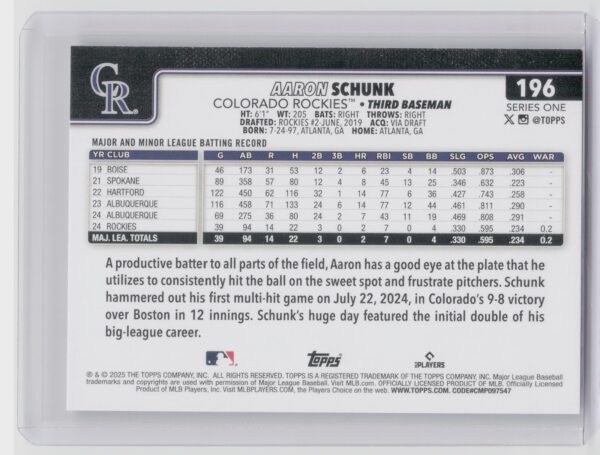 CR
AARON SCHUNK
COLORADO ROCKIES™ • THIRD BASEMAN
HT: 6'1" WT: 205 BATS: RIGHT THROWS: RIGHT
DRAFTED: ROCKIES #2-JUNE, 2019 ACQ: VIA DRAFT
BORN: 7-24-97, ATLANTA, GA HOME: ATLANTA, GA
196
SERIES ONE
X @TOPPS
MAJOR AND MINOR LEAGUE BATTING RECORD
YR CLUB G AB R H 2B 3B HR RBI SB BB SLG OPS AVG WAR
19 BOISE 46 173 31 53 12 2 6 23 4 14 .503 .873 .306 -
21 SPOKANE 89 358 57 80 12 4 8 45 13 25 .346 .632 .223 -
22 HARTFORD 122 450 62 116 32 1 14 77 6 38 .427 .738 .258 -
23 ALBUQUERQUE 116 458 71 133 24 6 14 77 12 44 .461 .811 .290 -
24 ALBUQUERQUE 69 275 36 80 24 2 7 43 11 19 .469 .808 .291 -
24 ROCKIES 39 94 14 22 3 0 2 7 0 4 .330 .595 .234 0.2
MAJ. LEA. TOTALS 39 94 14 22 3 0 2 7 0 4 .330 .595 .234 0.2
A productive batter to all parts of the field, Aaron has a good eye at the plate that he
utilizes to consistently hit the ball on the sweet spot and frustrate pitchers. Schunk
hammered out his first multi-hit game on July 22, 2024, in Colorado's 9-8 victory
over Boston in 12 innings. Schunk's huge day featured the initial double of his
big-league career.
Topps
PLAYERS
® & © 2025 THE TOPPS COMPANY, INC. ALL RIGHTS RESERVED. TOPPS IS A REGISTERED TRADEMARK OF THE TOPPS COMPANY, INC. Major League Baseball
trademarks and copyrights are used with permission of Major League Baseball. Visit MLB.com. OFFICIALLY LICENSED PRODUCT OF MLB. Officially Licensed
Product of MLB Players, Inc. Visit MLBPLAYERS.com, the Players Choice on the web. WWW.TOPPS.COM. CODE#CMP097547